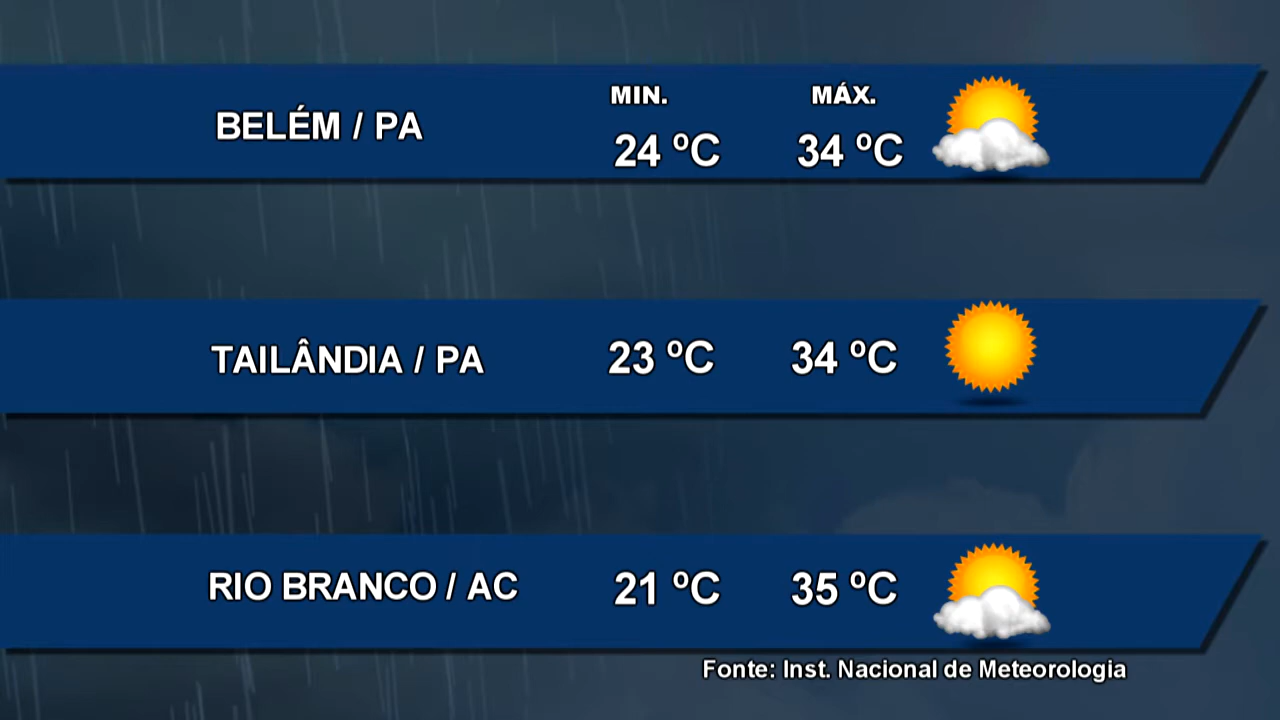 MIN. MÁX.
BELÉM / PA 24 ºC 34 ºC
TAILÂNDIA / PA 23 ºC 34 ºC
RIO BRANCO / AC 21 ºC 35 ºC
Fonte: Inst. Nacional de Meteorologia